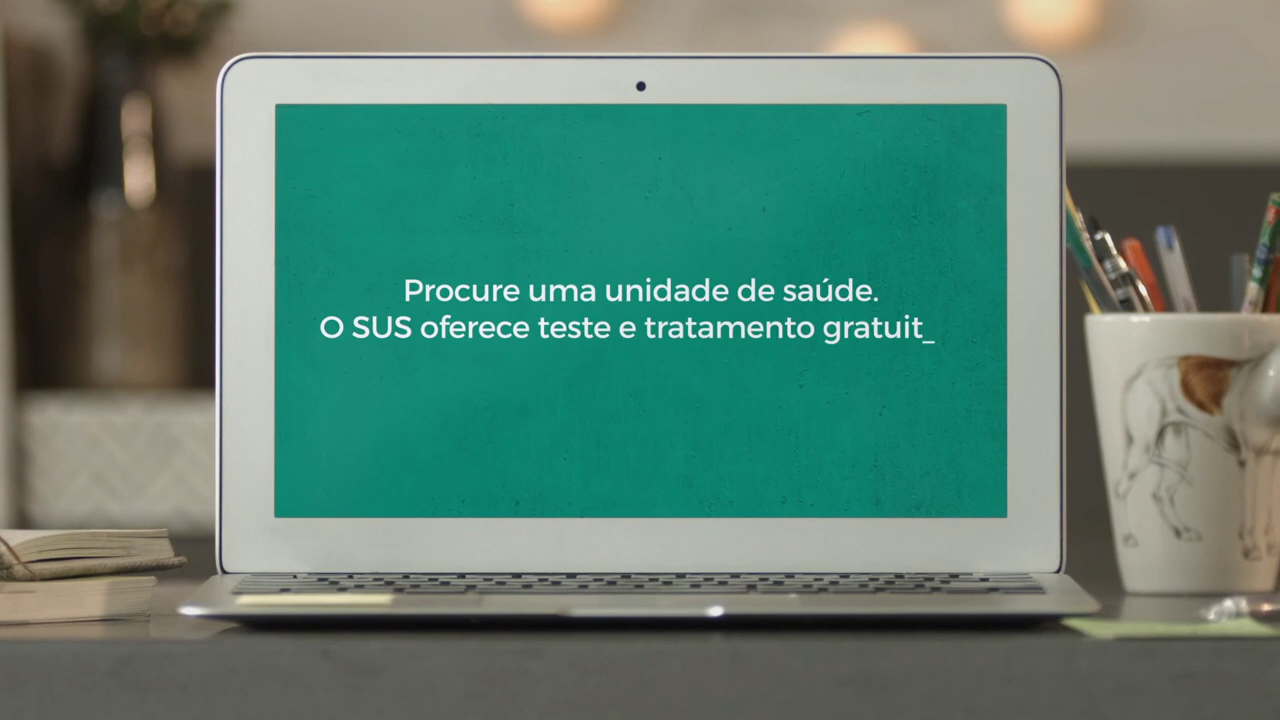 Procure uma unidade de saúde.
O SUS oferece teste e tratamento gratuit_